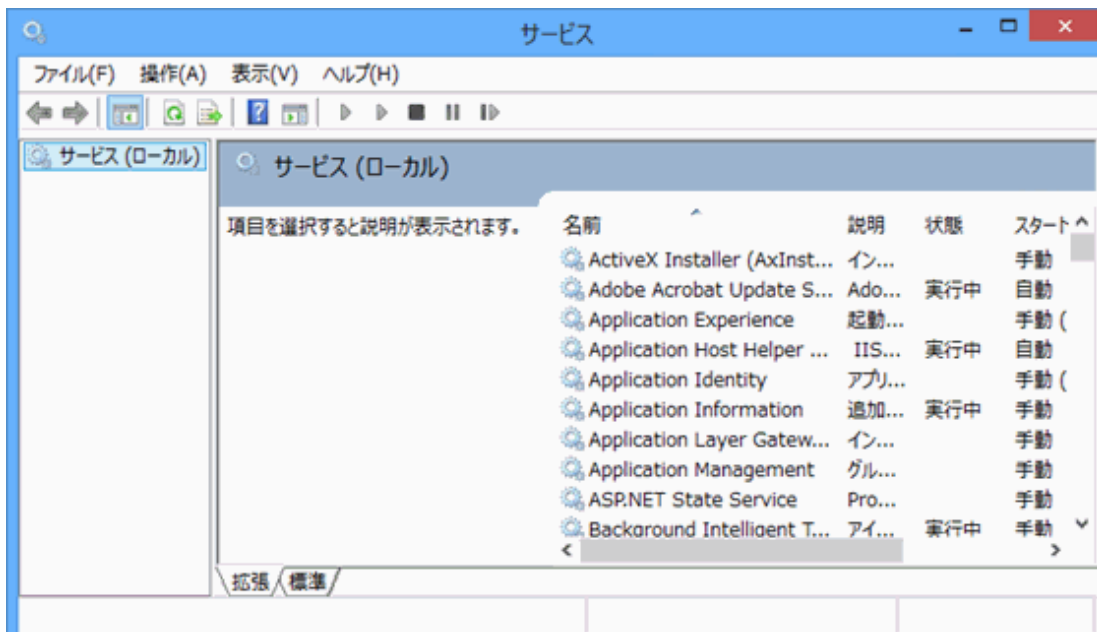 サービス
ファイル(F) 操作(A) 表示(V) ヘルプ(H)
サービス (ローカル)
サービス (ローカル)
項目を選択すると説明が表示されます。
名前 説明 状態 スタート
ActiveX Installer (AxInst... イン... 手動
Adobe Acrobat Update S... Ado... 実行中 自動
Application Experience 起動... 手動 (
Application Host Helper ... IIS... 実行中 自動
Application Identity アプリ... 手動 (
Application Information 追加... 実行中 手動
Application Layer Gatew... イン... 手動
Application Management グル... 手動
ASP.NET State Service Pro... 手動
Background Intelligent T... アイ... 実行中 手動
拡張 標準